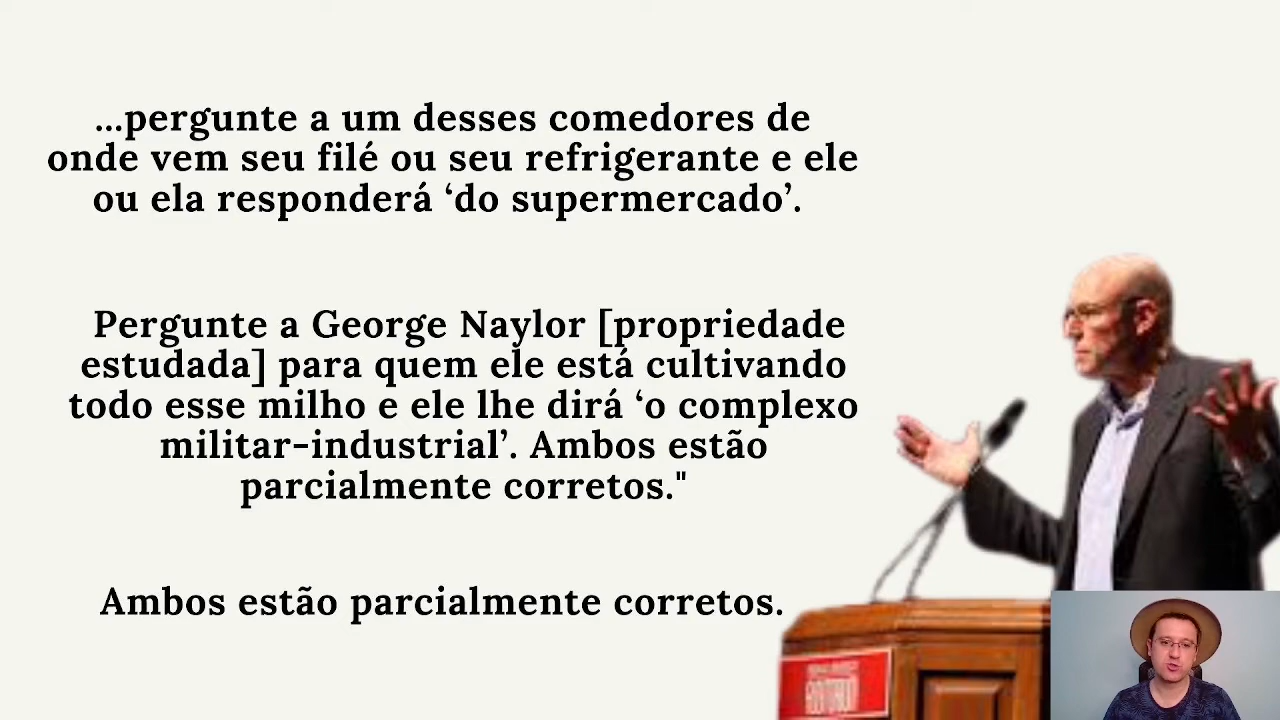 ...pergunte a um desses comedores de
onde vem seu filé ou seu refrigerante e ele
ou ela responderá ‘do supermercado’.
Pergunte a George Naylor [propriedade
estudada] para quem ele está cultivando
todo esse milho e ele lhe dirá ‘o complexo
militar-industrial’. Ambos estão
parcialmente corretos."
Ambos estão parcialmente corretos.